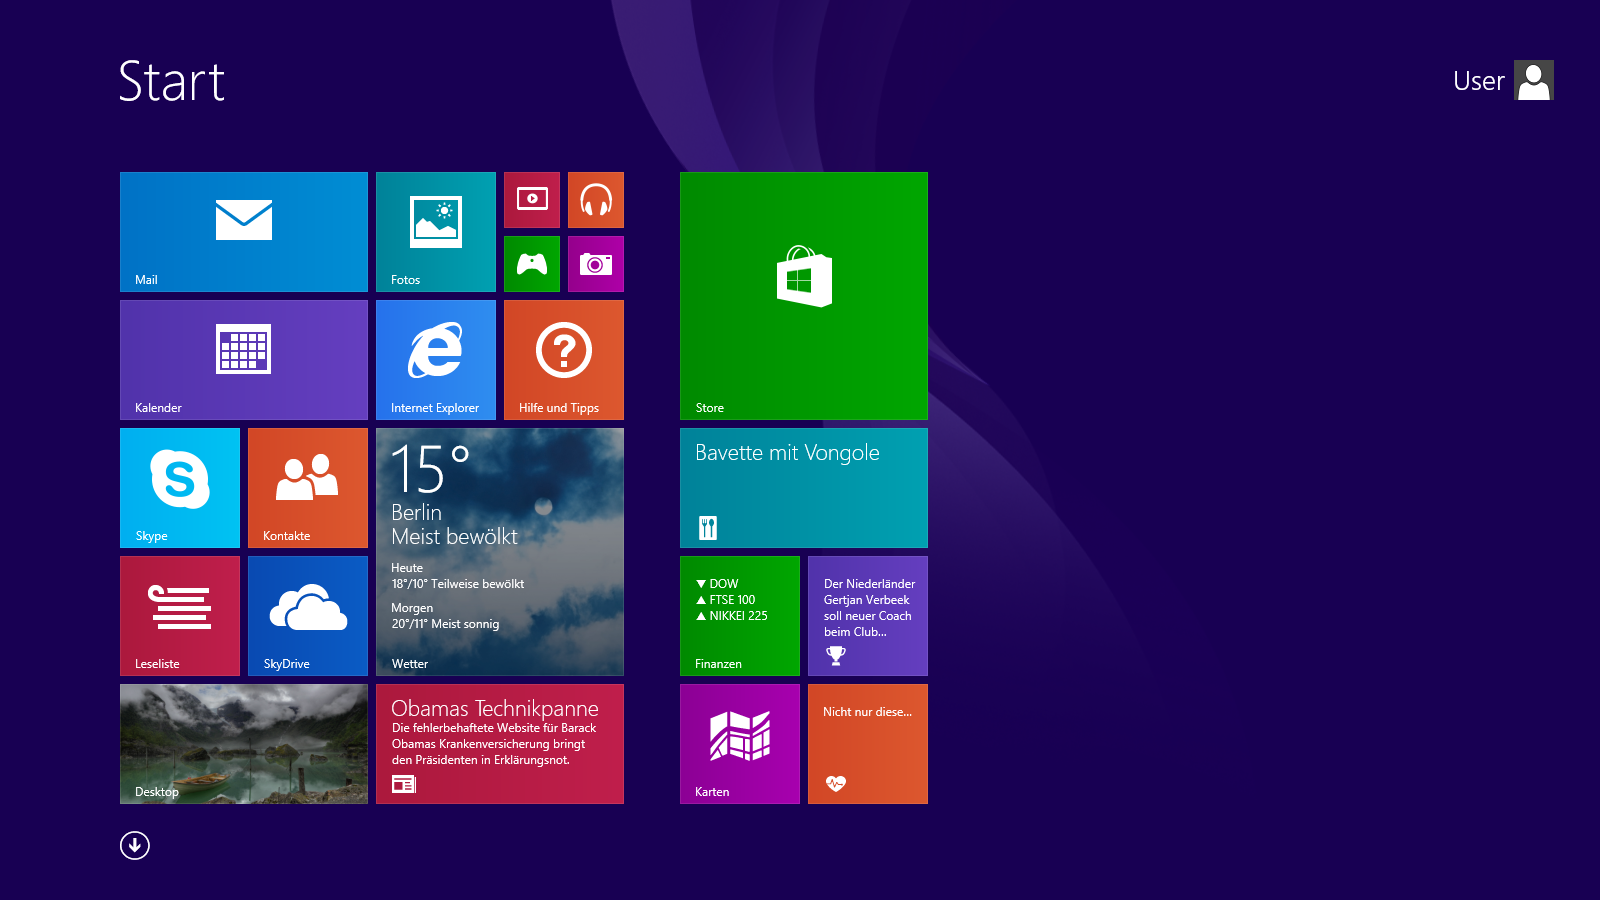 Start
User
Mail
Fotos
Kalender
Internet Explorer
Hilfe und Tipps
Store
Skype
Kontakte
15°
Berlin
Meist bewölkt
Heute
18°/10° Teilweise bewölkt
Morgen
20°/11° Meist sonnig
Wetter
Bavette mit Vongole
Leseliste
SkyDrive
▼ DOW
▲ FTSE 100
▲ NIKKEI 225
Finanzen
Der Niederländer
Gertjan Verbeek
soll neuer Coach
beim Club...
Desktop
Obamas Technikpanne
Die fehlerbehaftete Website für Barack
Obamas Krankenversicherung bringt
den Präsidenten in Erklärungsnot.
Karten
Nicht nur diese...